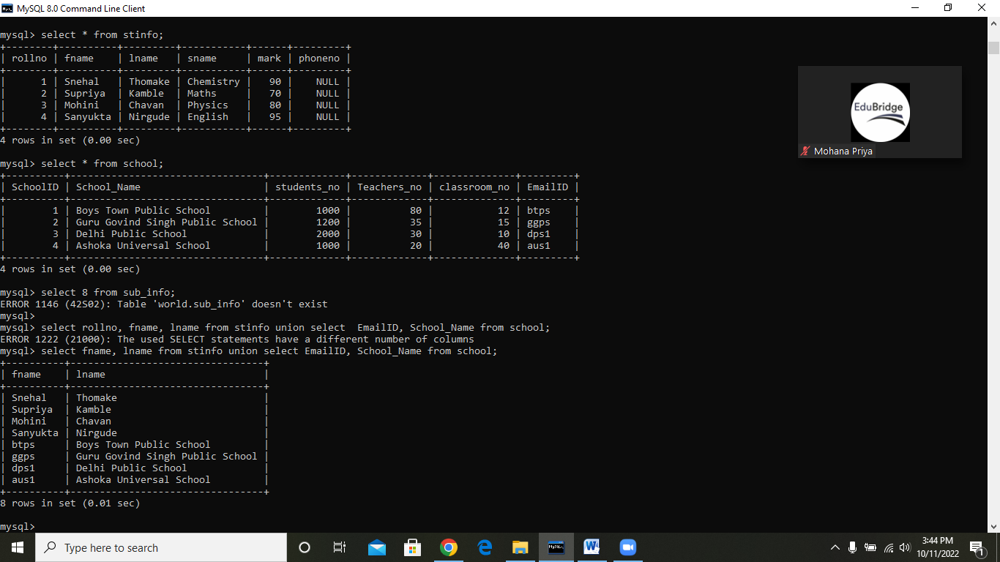 MySQL 8.0 Command Line Client
mysql> select * from stinfo;
+--------+----------+---------+-----------+------+---------+
| rollno | fname    | lname   | sname     | mark | phoneno |
+--------+----------+---------+-----------+------+---------+
|      1 | Snehal   | Thomake | Chemistry |   90 |    NULL |
|      2 | Supriya  | Kamble  | Maths     |   70 |    NULL |
|      3 | Mohini   | Chavan  | Physics   |   80 |    NULL |
|      4 | Sanyukta | Nirgude | English   |   95 |    NULL |
+--------+----------+---------+-----------+------+---------+
4 rows in set (0.00 sec)
mysql> select * from school;
+----------+--------------------------------+-------------+-------------+--------------+---------+
| SchoolID | School_Name                    | students_no | Teachers_no | classroom_no | EmailID |
+----------+--------------------------------+-------------+-------------+--------------+---------+
|        1 | Boys Town Public School        |        1000 |          80 |           12 | btps    |
|        2 | Guru Govind Singh Public School |        1200 |          35 |           15 | ggps    |
|        3 | Delhi Public School            |        2000 |          30 |           10 | dps1    |
|        4 | Ashoka Universal School        |        1000 |          20 |           40 | aus1    |
+----------+--------------------------------+-------------+-------------+--------------+---------+
4 rows in set (0.00 sec)
mysql> select 8 from sub_info;
ERROR 1146 (42S02): Table 'world.sub_info' doesn't exist
mysql>
mysql> select rollno, fname, lname from stinfo union select  EmailID, School_Name from school;
ERROR 1222 (21000): The used SELECT statements have a different number of columns
mysql> select fname, lname from stinfo union select EmailID, School_Name from school;
+----------+---------------------------------+
| fname    | lname                           |
+----------+---------------------------------+
| Snehal   | Thomake                         |
| Supriya  | Kamble                          |
| Mohini   | Chavan                          |
| Sanyukta | Nirgude                         |
| btps     | Boys Town Public School         |
| ggps     | Guru Govind Singh Public School |
| dps1     | Delhi Public School             |
| aus1     | Ashoka Universal School         |
+----------+---------------------------------+
8 rows in set (0.01 sec)
mysql>
EduBridge
Mohana Priya
Type here to search
3:44 PM
10/11/2022
1